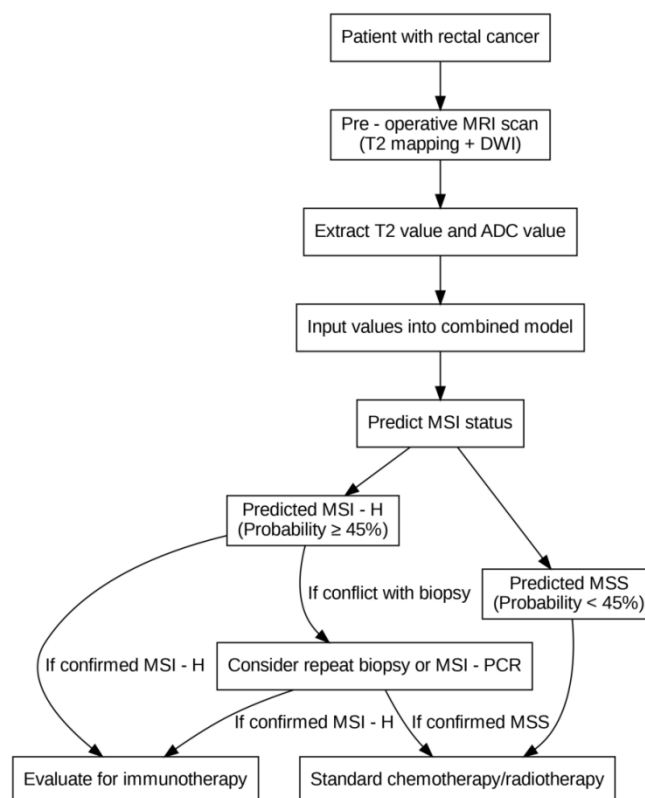 Patient with rectal cancer
Pre - operative MRI scan
(T2 mapping + DWI)
Extract T2 value and ADC value
Input values into combined model
Predict MSI status
Predicted MSI - H
(Probability ≥ 45%)
Predicted MSS
(Probability < 45%)
If conflict with biopsy
If confirmed MSI - H
Consider repeat biopsy or MSI - PCR
If confirmed MSI - H
If confirmed MSS
Evaluate for immunotherapy
Standard chemotherapy/radiotherapy